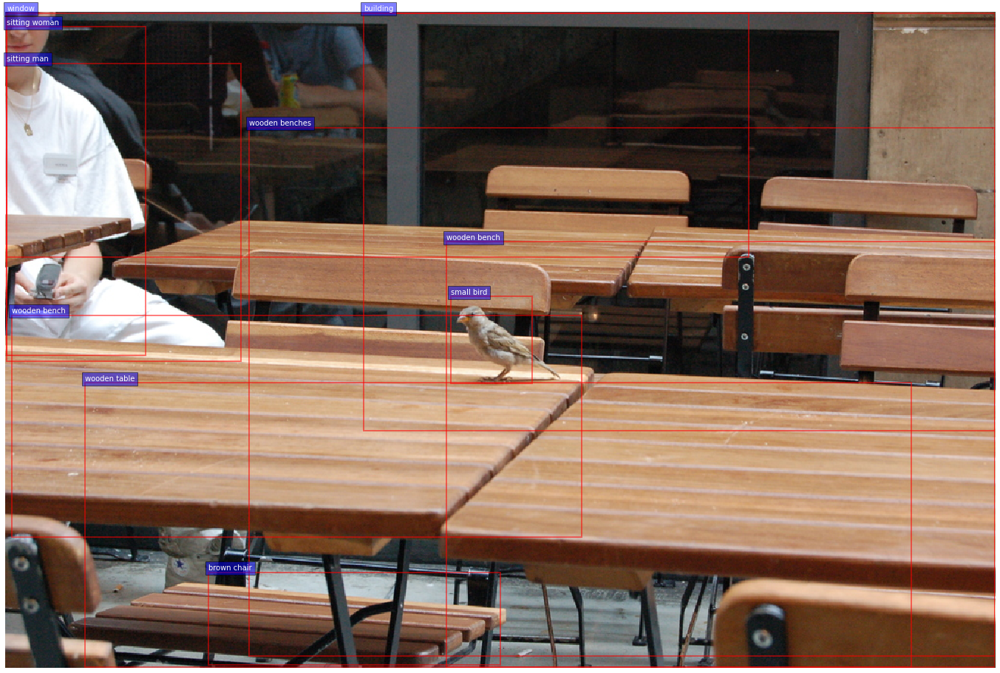 window
building
sitting woman
sitting man
wooden benches
wooden bench
small bird
wooden bench
wooden table
brown chair